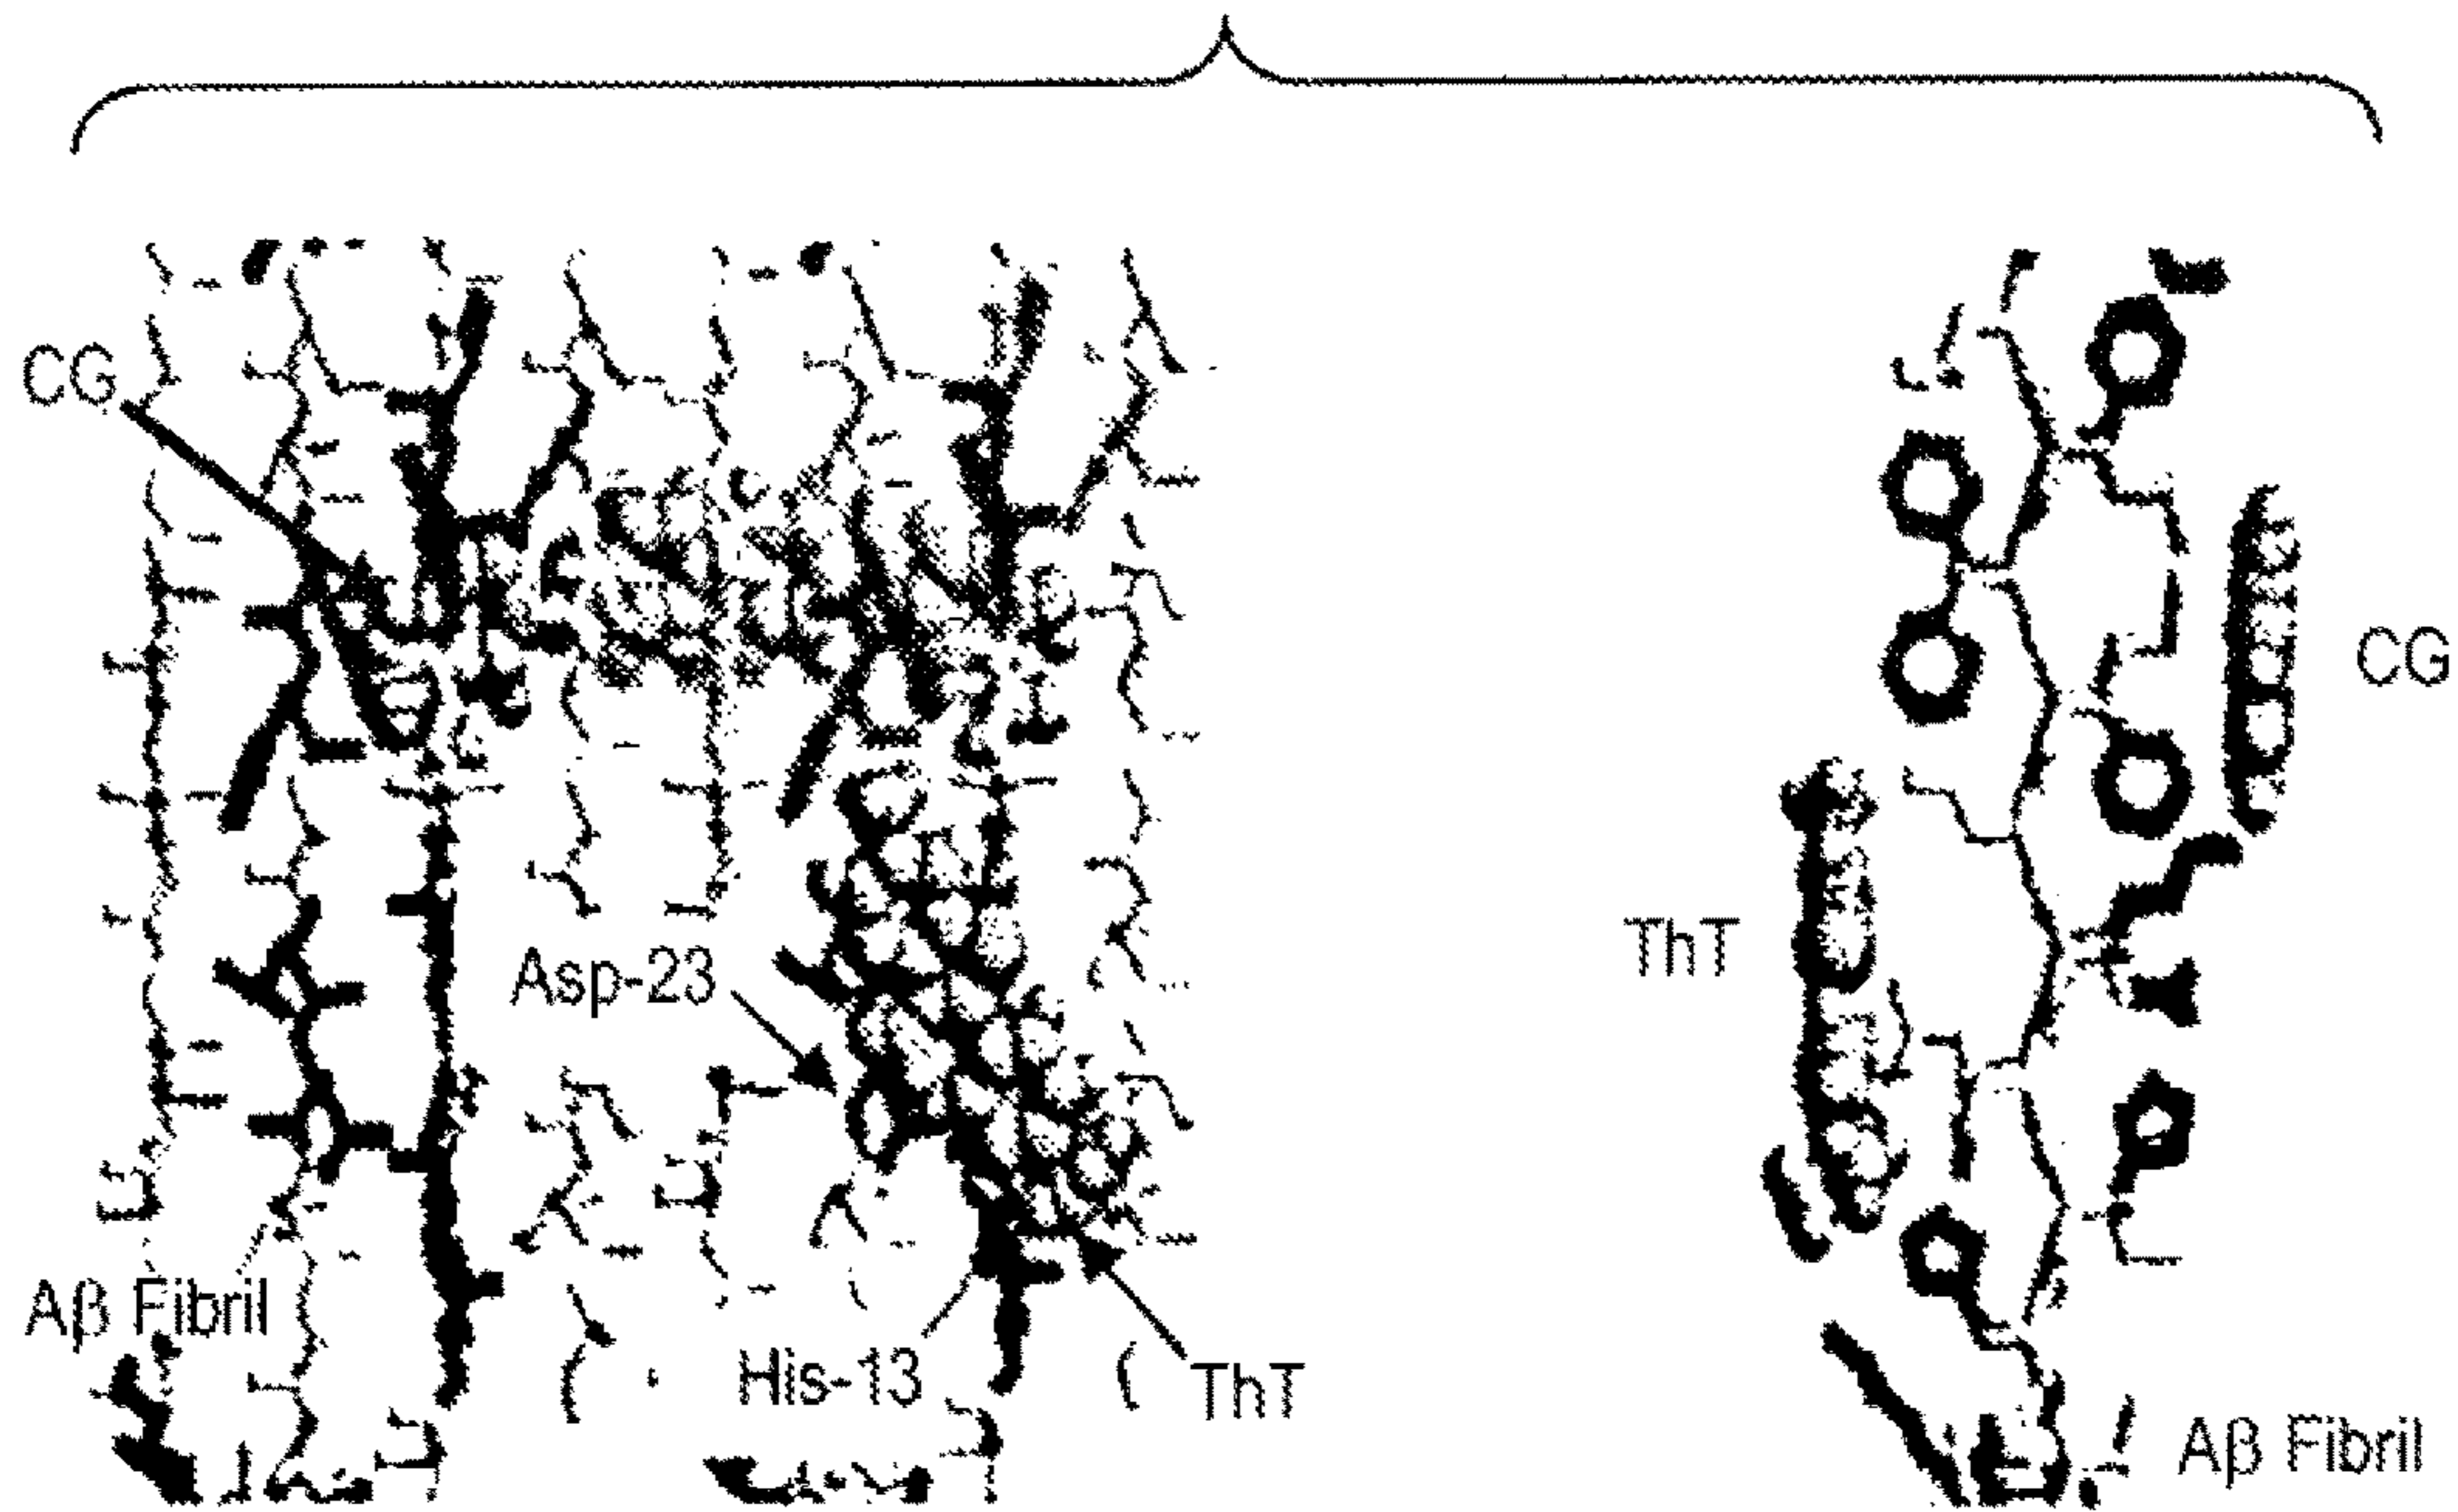 CG
CG
ThT
Asp-23
Aβ Fibril
His-13
ThT
Aβ Fibril